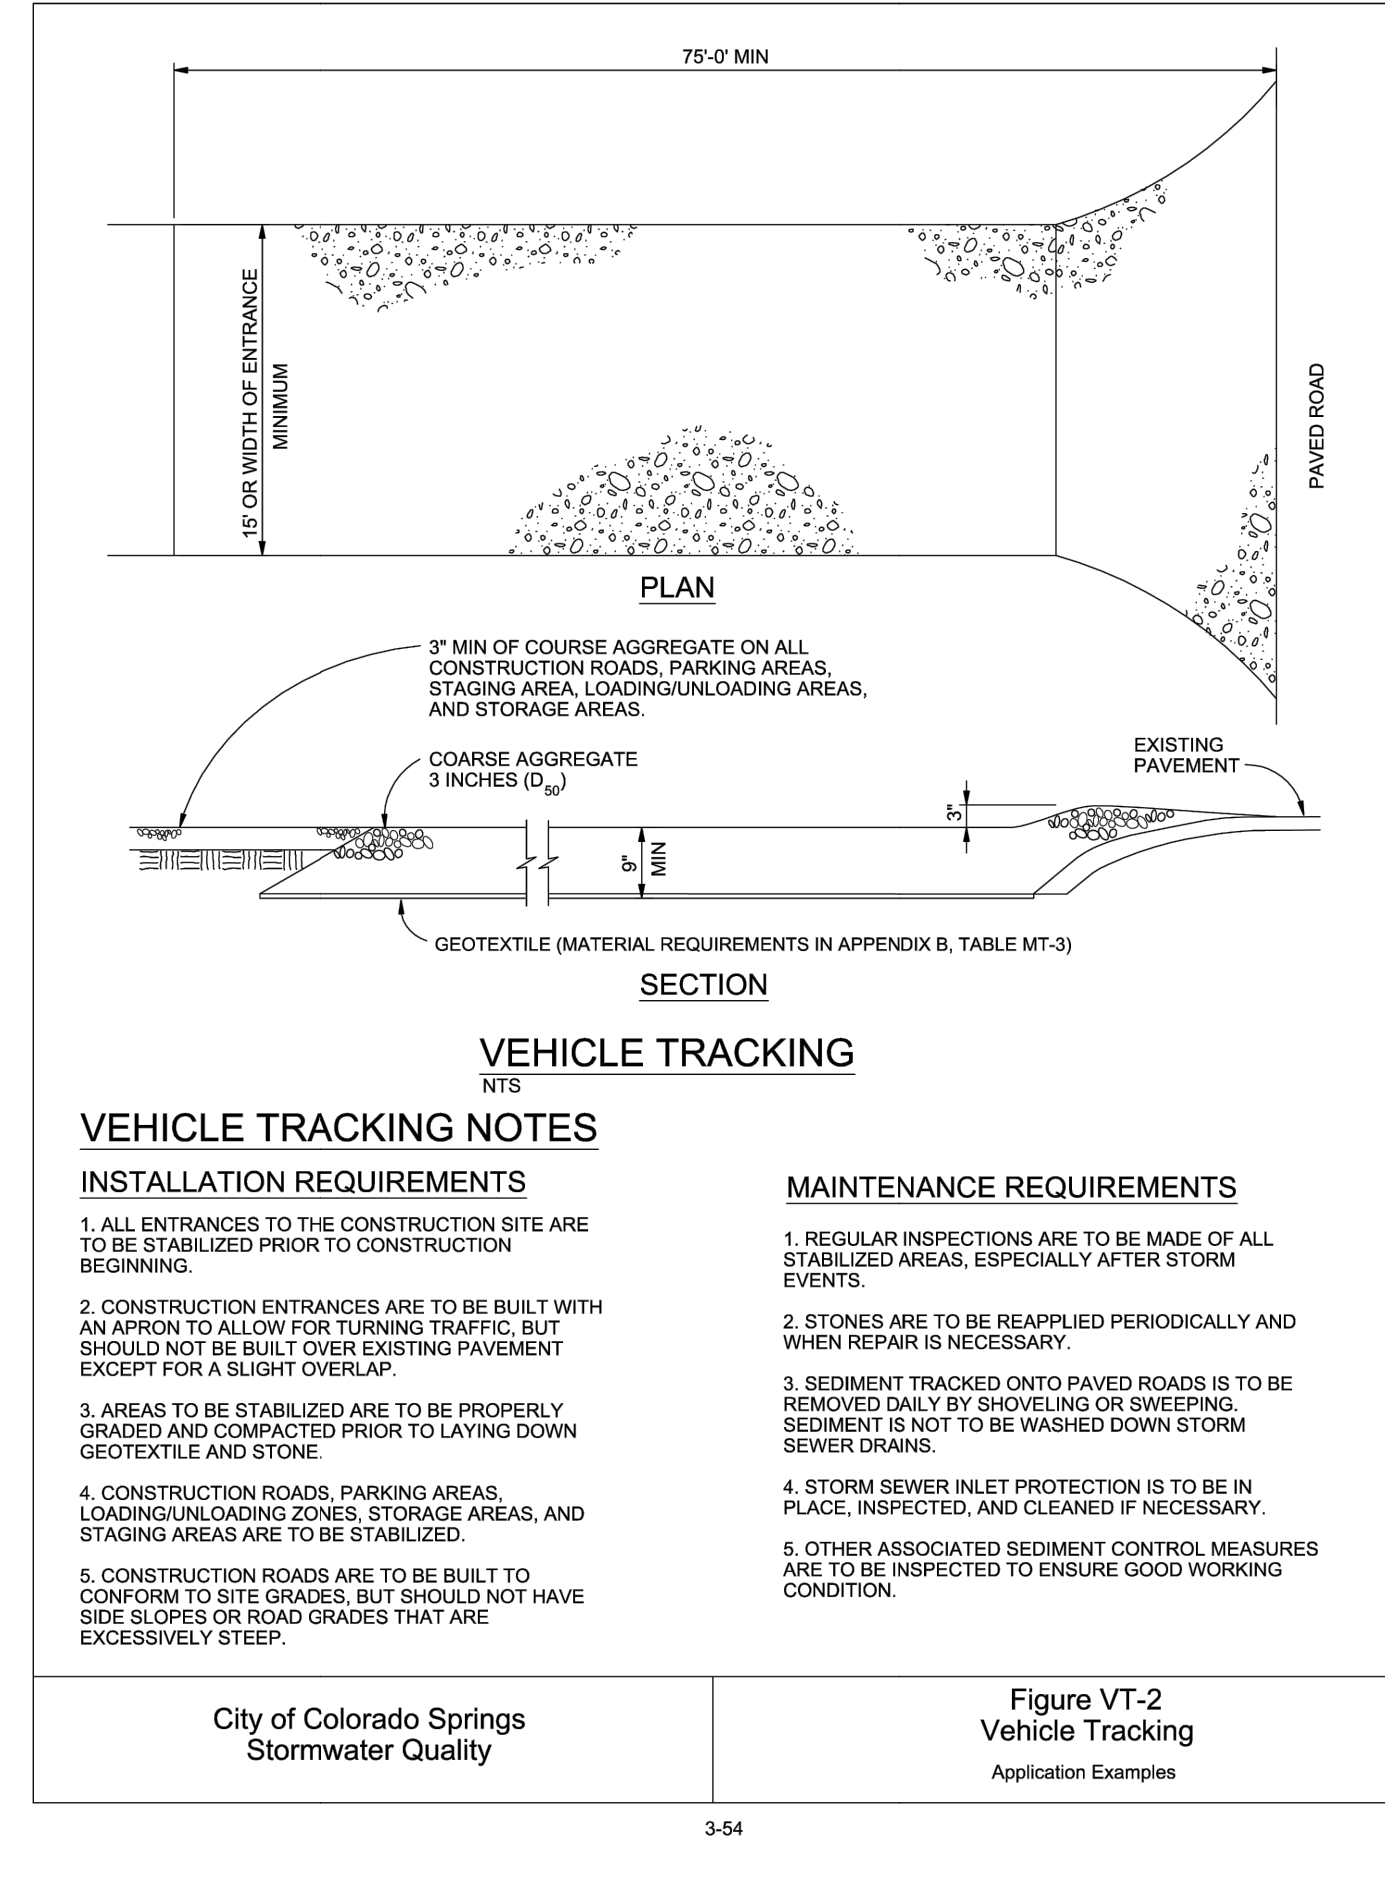 75'-0' MIN
15' OR WIDTH OF ENTRANCE
MINIMUM
PAVED ROAD
PLAN
3" MIN OF COURSE AGGREGATE ON ALL
CONSTRUCTION ROADS, PARKING AREAS,
STAGING AREA, LOADING/UNLOADING AREAS,
AND STORAGE AREAS.
COARSE AGGREGATE
3 INCHES (D50)
EXISTING
PAVEMENT
3"
9"
MIN
GEOTEXTILE (MATERIAL REQUIREMENTS IN APPENDIX B, TABLE MT-3)
SECTION
VEHICLE TRACKING
NTS
VEHICLE TRACKING NOTES
INSTALLATION REQUIREMENTS
1. ALL ENTRANCES TO THE CONSTRUCTION SITE ARE
TO BE STABILIZED PRIOR TO CONSTRUCTION
BEGINNING.
2. CONSTRUCTION ENTRANCES ARE TO BE BUILT WITH
AN APRON TO ALLOW FOR TURNING TRAFFIC, BUT
SHOULD NOT BE BUILT OVER EXISTING PAVEMENT
EXCEPT FOR A SLIGHT OVERLAP.
3. AREAS TO BE STABILIZED ARE TO BE PROPERLY
GRADED AND COMPACTED PRIOR TO LAYING DOWN
GEOTEXTILE AND STONE.
4. CONSTRUCTION ROADS, PARKING AREAS,
LOADING/UNLOADING ZONES, STORAGE AREAS, AND
STAGING AREAS ARE TO BE STABILIZED.
5. CONSTRUCTION ROADS ARE TO BE BUILT TO
CONFORM TO SITE GRADES, BUT SHOULD NOT HAVE
SIDE SLOPES OR ROAD GRADES THAT ARE
EXCESSIVELY STEEP.
MAINTENANCE REQUIREMENTS
1. REGULAR INSPECTIONS ARE TO BE MADE OF ALL
STABILIZED AREAS, ESPECIALLY AFTER STORM
EVENTS.
2. STONES ARE TO BE REAPPLIED PERIODICALLY AND
WHEN REPAIR IS NECESSARY.
3. SEDIMENT TRACKED ONTO PAVED ROADS IS TO BE
REMOVED DAILY BY SHOVELING OR SWEEPING.
SEDIMENT IS NOT TO BE WASHED DOWN STORM
SEWER DRAINS.
4. STORM SEWER INLET PROTECTION IS TO BE IN
PLACE, INSPECTED, AND CLEANED IF NECESSARY.
5. OTHER ASSOCIATED SEDIMENT CONTROL MEASURES
ARE TO BE INSPECTED TO ENSURE GOOD WORKING
CONDITION.
City of Colorado Springs
Stormwater Quality
Figure VT-2
Vehicle Tracking
Application Examples
3-54